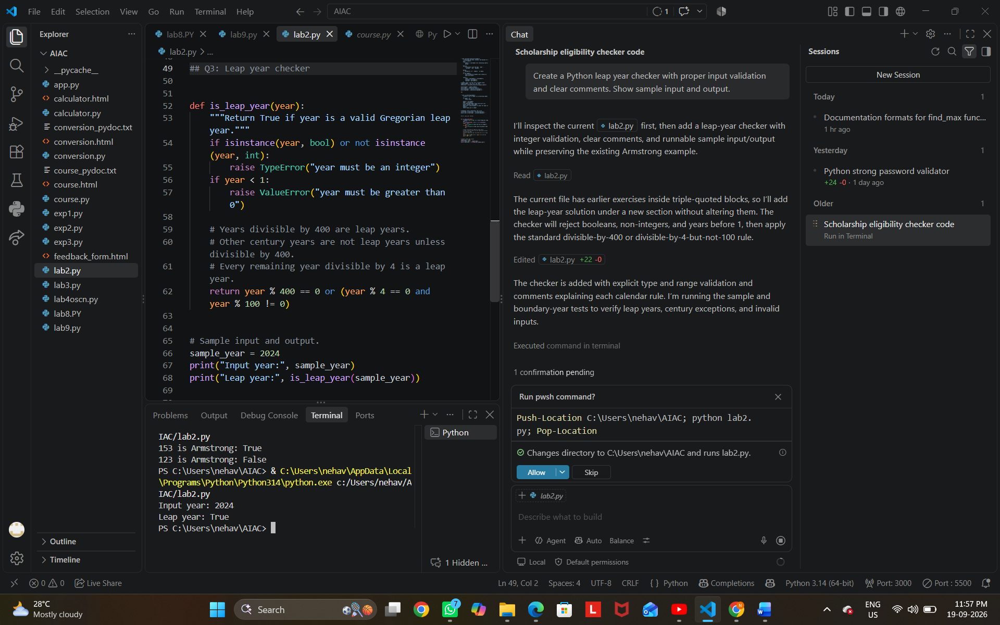 File Edit Selection View Go Run Terminal Help
AIAC
1
Explorer
AIAC
__pycache__
app.py
calculator.html
calculator.py
conversion_pydoc.txt
conversion.html
conversion.py
course_pydoc.txt
course.html
course.py
exp1.py
exp2.py
exp3.py
feedback_form.html
lab2.py
lab3.py
lab4oscn.py
lab8.PY
lab9.py
Outline
Timeline
lab8.PY lab9.py lab2.py course.py Py
lab2.py > ...
49 ## Q3: Leap year checker
50
51
52 def is_leap_year(year):
53 """Return True if year is a valid Gregorian leap
year."""
54 if isinstance(year, bool) or not isinstance
(year, int):
55 raise TypeError("year must be an integer")
56 if year < 1:
57 raise ValueError("year must be greater than
0")
58
59 # Years divisible by 400 are leap years.
60 # Other century years are not leap years unless
divisible by 400.
61 # Every remaining year divisible by 4 is a leap
year.
62 return year % 400 == 0 or (year % 4 == 0 and
year % 100 != 0)
63
64
65 # Sample input and output.
66 sample_year = 2024
67 print("Input year:", sample_year)
68 print("Leap year:", is_leap_year(sample_year))
69
Problems Output Debug Console Terminal Ports
IAC/lab2.py
153 is Armstrong: True
123 is Armstrong: False
PS C:\Users\nehav\AIAC> & C:\Users\nehav\AppData\Local
\Programs\Python\Python314\python.exe c:/Users/nehav/A
IAC/lab2.py
Input year: 2024
Leap year: True
PS C:\Users\nehav\AIAC>
Python
1 Hidden ...
Chat
Scholarship eligibility checker code
Create a Python leap year checker with proper input validation
and clear comments. Show sample input and output.
I'll inspect the current lab2.py first, then add a leap-year checker with
integer validation, clear comments, and runnable sample input/output
while preserving the existing Armstrong example.
Read lab2.py
The current file has earlier exercises inside triple-quoted blocks, so I'll add
the leap-year solution under a new section without altering them. The
checker will reject booleans, non-integers, and years before 1, then apply
the standard divisible-by-400 or divisible-by-4-but-not-100 rule.
Edited lab2.py +22 -0
The checker is added with explicit type and range validation and
comments explaining each calendar rule. I'm running the sample and
boundary-year tests to verify leap years, century exceptions, and invalid
inputs.
Executed command in terminal
1 confirmation pending
Run pwsh command?
Push-Location C:\Users\nehav\AIAC; python lab2.
py; Pop-Location
Changes directory to C:\Users\nehav\AIAC and runs lab2.py.
Allow Skip
lab2.py
Describe what to build
Agent Auto Balance
Local Default permissions
Sessions
New Session
Today 1
Documentation formats for find_max func...
1 hr ago
Yesterday 1
Python strong password validator
+24 -0 · 1 day ago
Older 1
Scholarship eligibility checker code
Run in Terminal
0 0 Live Share
Ln 49, Col 2 Spaces: 4 UTF-8 CRLF {} Python Completions Python 3.14 (64-bit) Port: 3000 Port : 5500
28°C
Mostly cloudy
Search
7
L
N
ENG
US
11:57 PM
19-09-2026